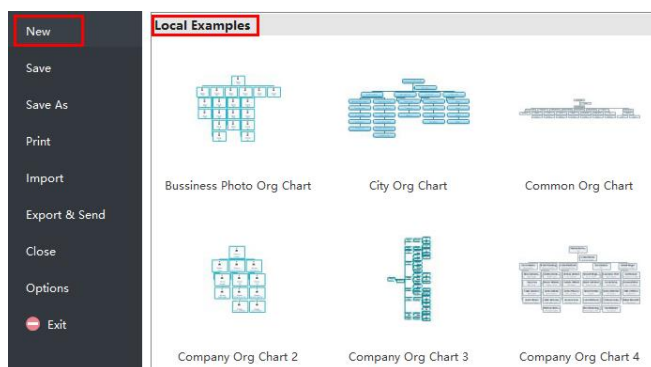 New
Save
Save As
Print
Import
Export & Send
Close
Options
Exit
Local Examples
Bussiness Photo Org Chart
City Org Chart
Common Org Chart
Company Org Chart 2
Company Org Chart 3
Company Org Chart 4